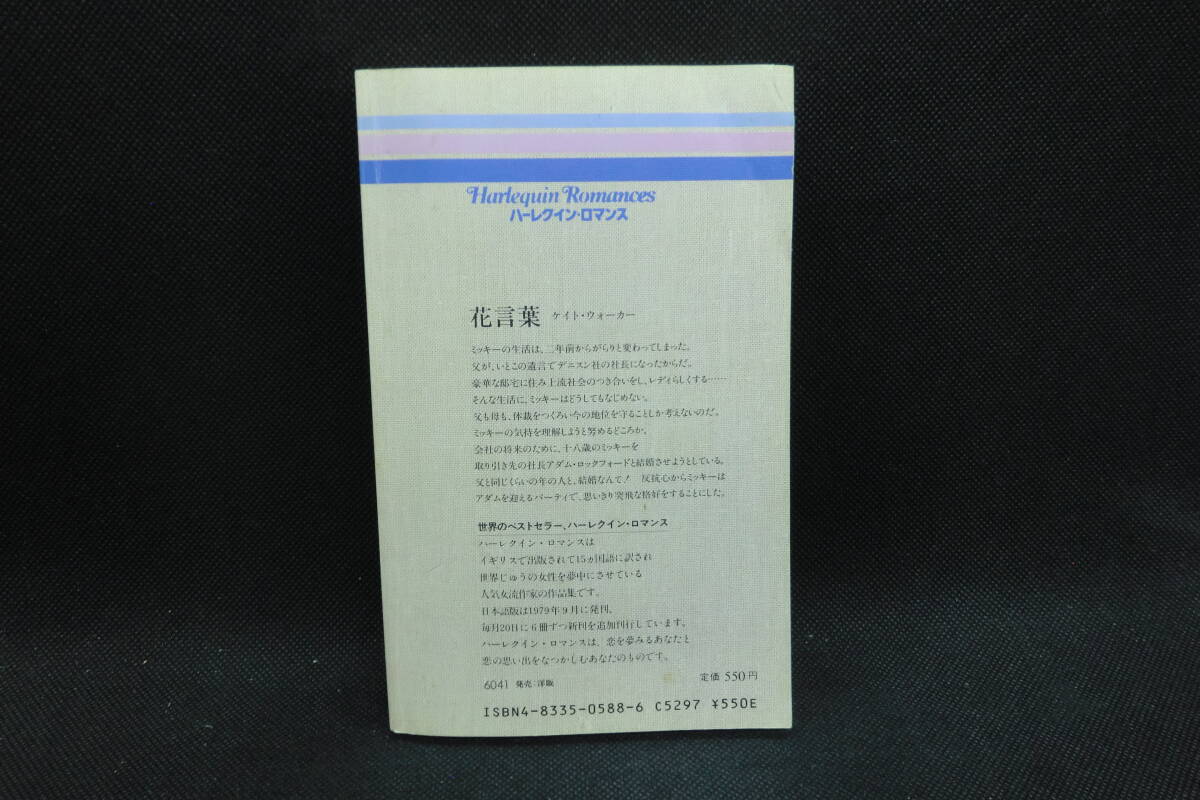 Harlequin Romances
ハーレクイン・ロマンス
花言葉 ケイト・ウォーカー
ミッキーの生活は、二年前からがらりと変わってしまった。
父が、いとこの遺言でデニスン社の社長になったからだ。
豪華な邸宅に住み上流社会のつき合いをし、レディらしくする……
そんな生活に、ミッキーはどうしてもなじめない。
父も母も、体裁をつくろい今の地位を守ることしか考えないのだ。
ミッキーの気持を理解しようと努めるどころか、
会社の将来のために、十八歳のミッキーを
取り引き先の社長アダム・ロックフォードと結婚させようとしている。
父と同じくらいの年の人と、結婚なんて！ 反抗心からミッキーは
アダムを迎えるパーティで、思いきり突飛な格好をすることにした。
世界のベストセラー、ハーレクイン・ロマンス
ハーレクイン・ロマンスは
イギリスで出版されて15ヵ国語に訳され
世界じゅうの女性を夢中にさせている
人気女流作家の作品集です。
日本語版は1979年9月に発刊、
毎月20日に6冊ずつ新刊を追加刊行しています。
ハーレクイン・ロマンスは、恋を夢みるあなたと
恋の思い出をなつかしむあなたのものです。
定価 550円
6041 発売:洋販
ISBN4-8335-0588-6 C5297 ¥550E